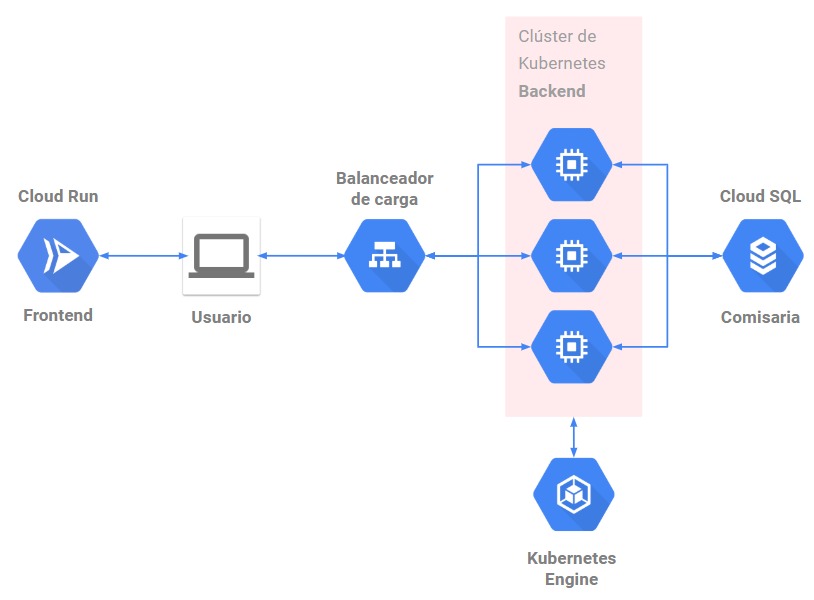 Clúster de
Kubernetes
Backend
Cloud Run
Frontend
Usuario
Balanceador
de carga
Cloud SQL
Comisaria
Kubernetes
Engine